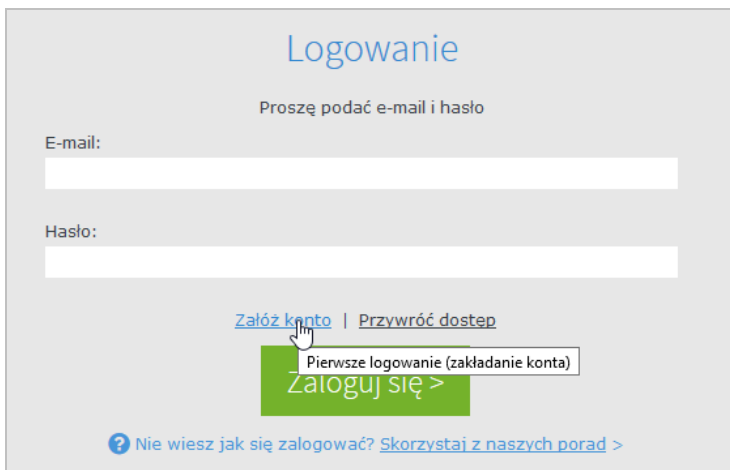 Logowanie
Proszę podać e-mail i hasło
E-mail:
Hasło:
Załóż konto | Przywróć dostęp
Pierwsze logowanie (zakładanie konta)
Zaloguj się >
? Nie wiesz jak się zalogować? Skorzystaj z naszych porad >